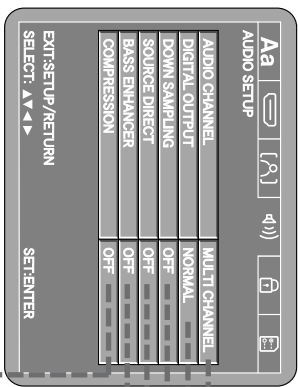 Aa
AUDIO SETUP
AUDIO CHANNEL MULTI CHANNEL
DIGITAL OUTPUT NORMAL
DOWN SAMPLING OFF
SOURCE DIRECT OFF
BASS ENHANCER OFF
COMPRESSION OFF
SELECT: ▲▼◀▶ SET:ENTER
EXIT:SETUP/RETURN